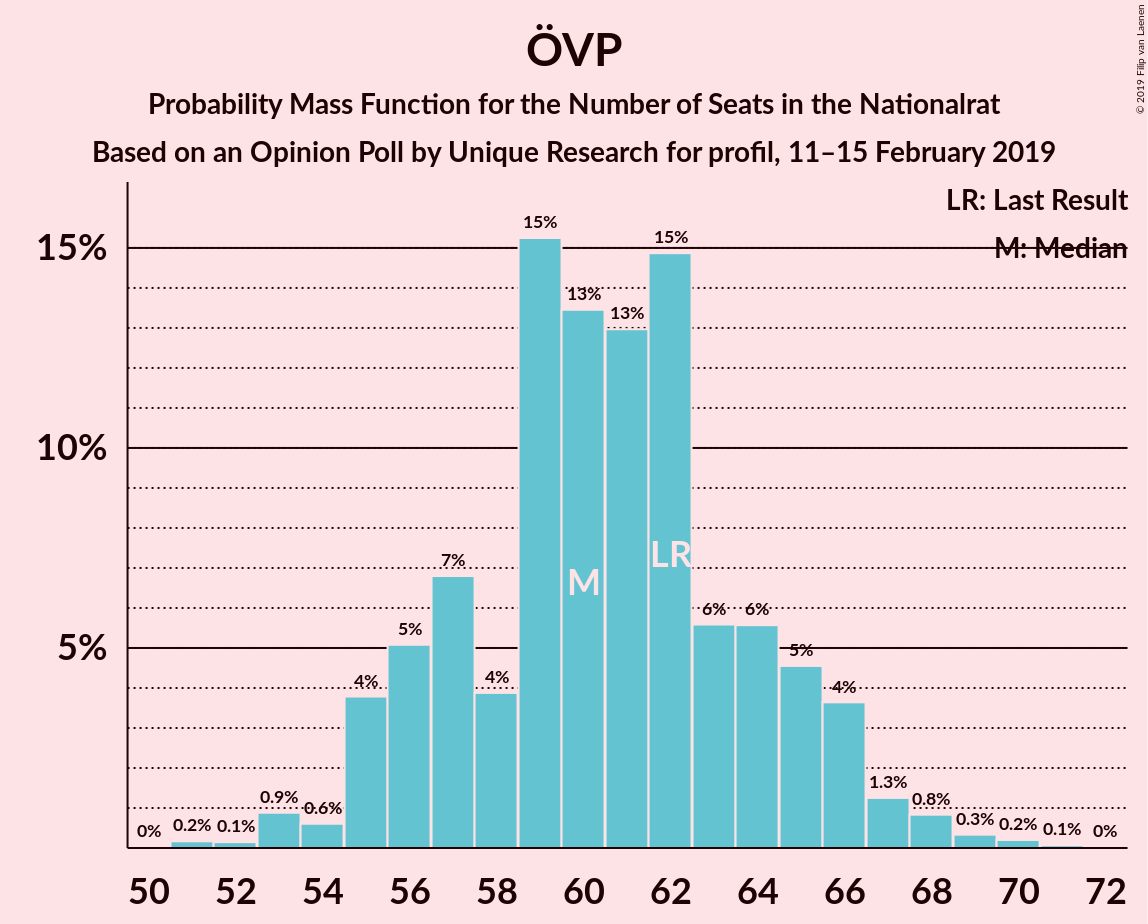 ÖVP
Probability Mass Function for the Number of Seats in the Nationalrat
Based on an Opinion Poll by Unique Research for profil, 11–15 February 2019
© 2019 Filip van Laenen
LR: Last Result
M: Median
15%
10%
5%
0%
0.2%
0.1%
0.9%
0.6%
4%
5%
7%
4%
15%
13%
13%
15%
6%
6%
5%
4%
1.3%
0.8%
0.3%
0.2%
0.1%
0%
M
LR
50 52 54 56 58 60 62 64 66 68 70 72